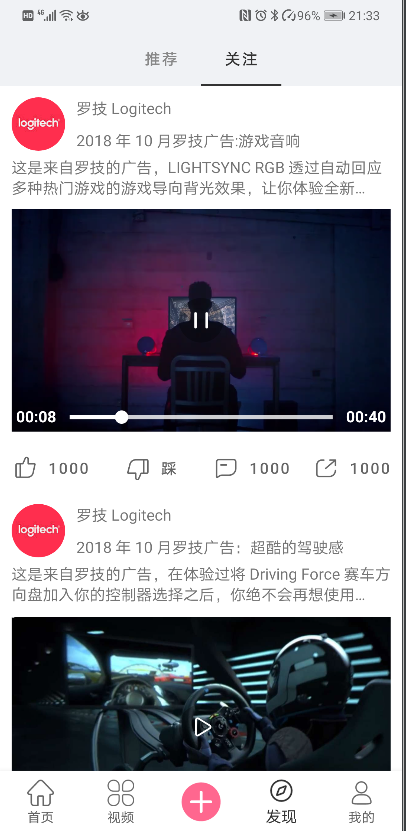 HD 4G 96% 21:33
推荐 关注
罗技 Logitech
logitech
2018 年 10 月罗技广告:游戏音响
这是来自罗技的广告，LIGHTSYNC RGB 透过自动回应
多种热门游戏的游戏导向背光效果，让你体验全新...
00:08 00:40
1000 踩 1000 1000
罗技 Logitech
logitech
2018 年 10 月罗技广告：超酷的驾驶感
这是来自罗技的广告，在体验过将 Driving Force 赛车方
向盘加入你的控制器选择之后，你绝不会再想使用...
首页 视频 发现 我的